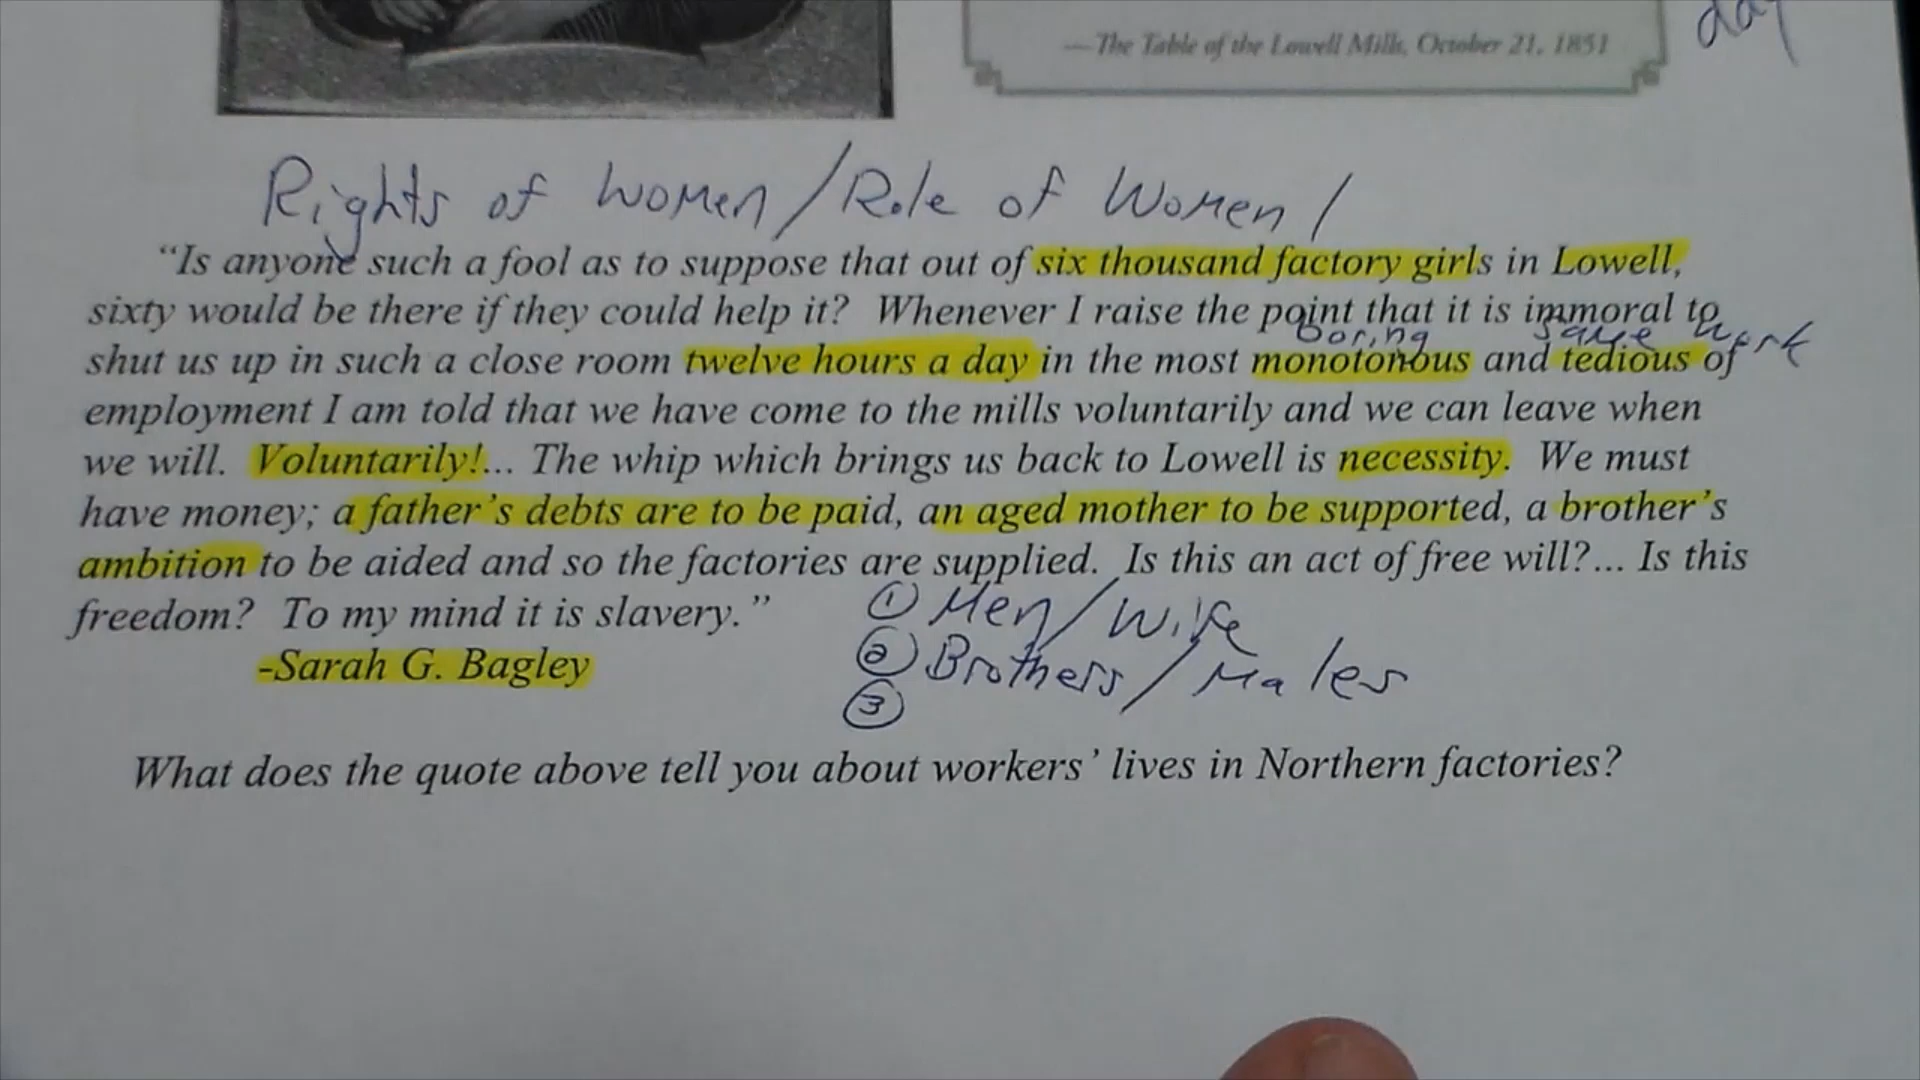 day
—The Table of the Lowell Mills, October 21, 1851
Rights of Women / Role of Women /
“Is anyone such a fool as to suppose that out of six thousand factory girls in Lowell,
sixty would be there if they could help it? Whenever I raise the point that it is immoral to
boring same work
shut us up in such a close room twelve hours a day in the most monotonous and tedious of
employment I am told that we have come to the mills voluntarily and we can leave when
we will. Voluntarily!... The whip which brings us back to Lowell is necessity. We must
have money; a father’s debts are to be paid, an aged mother to be supported, a brother’s
ambition to be aided and so the factories are supplied. Is this an act of free will?... Is this
freedom? To my mind it is slavery.”
① Men / Wife
-Sarah G. Bagley
② Brothers / Males
③
What does the quote above tell you about workers’ lives in Northern factories?